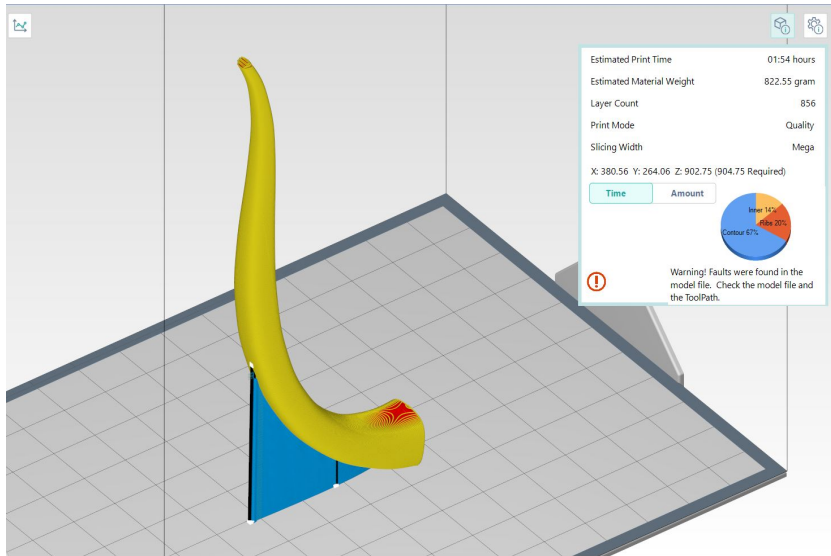 Estimated Print Time 01:54 hours
Estimated Material Weight 822.55 gram
Layer Count 856
Print Mode Quality
Slicing Width Mega
X: 380.56 Y: 264.06 Z: 902.75 (904.75 Required)
Time Amount
Inner 14%
Ribs 20%
Contour 67%
Warning! Faults were found in the
model file. Check the model file and
the ToolPath.